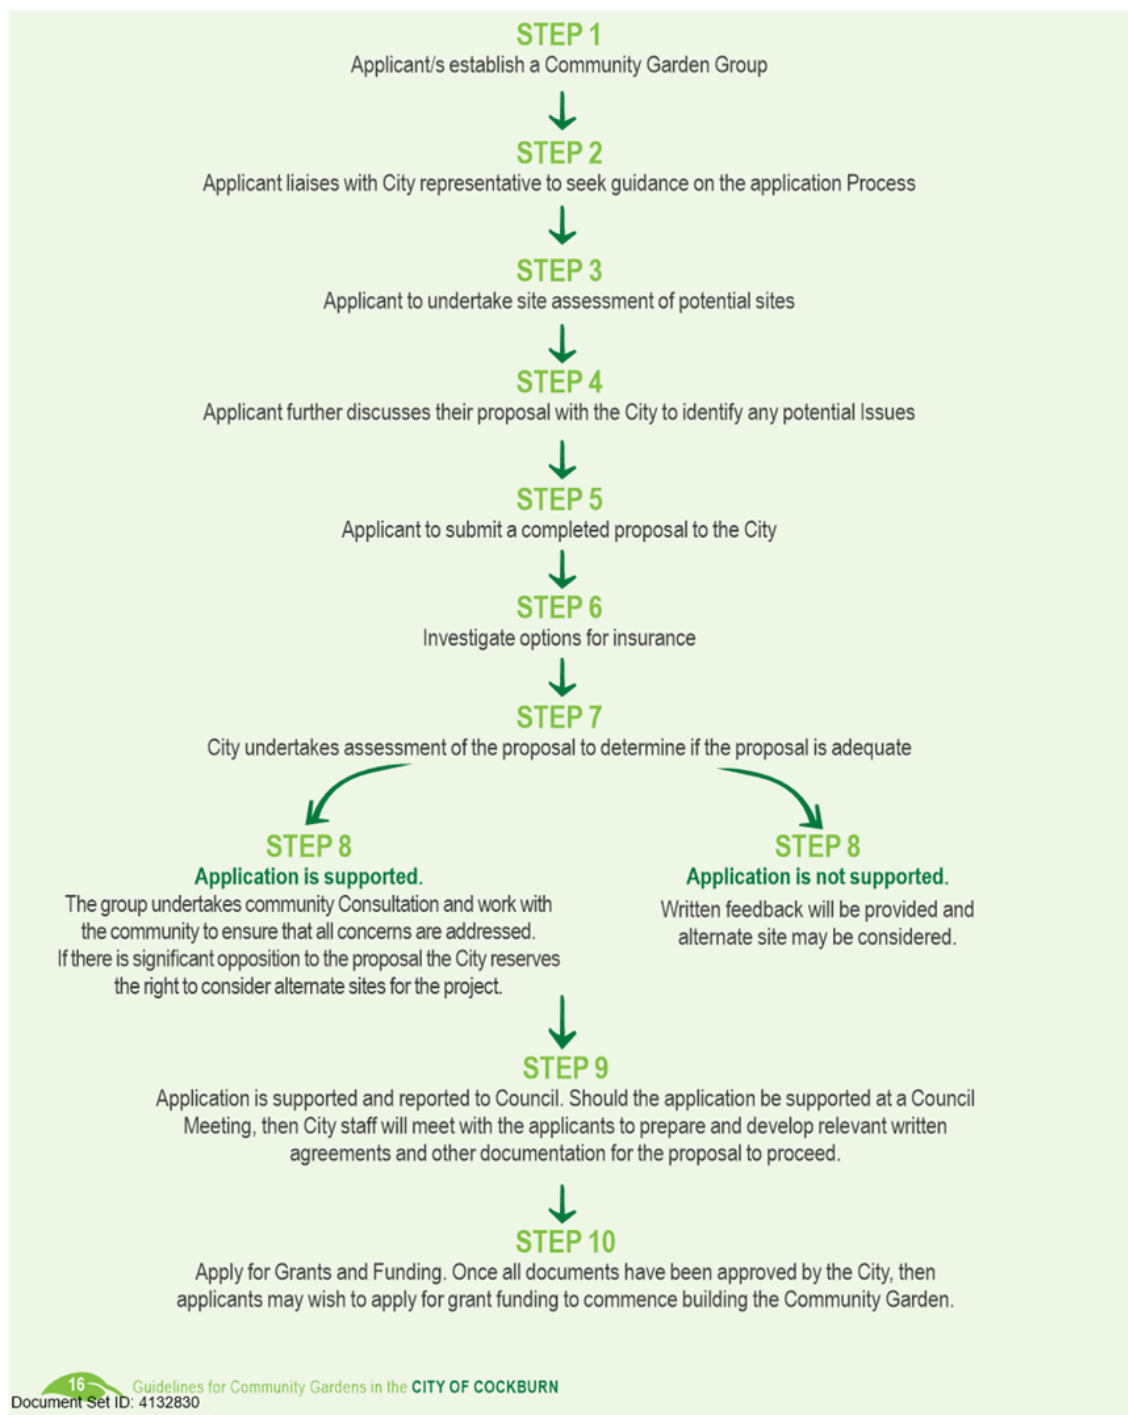 STEP 1
Applicant/s establish a Community Garden Group
STEP 2
Applicant liaises with City representative to seek guidance on the application Process
STEP 3
Applicant to undertake site assessment of potential sites
STEP 4
Applicant further discusses their proposal with the City to identify any potential Issues
STEP 5
Applicant to submit a completed proposal to the City
STEP 6
Investigate options for insurance
STEP 7
City undertakes assessment of the proposal to determine if the proposal is adequate
STEP 8
Application is supported.
The group undertakes community Consultation and work with
the community to ensure that all concerns are addressed.
If there is significant opposition to the proposal the City reserves
the right to consider alternate sites for the project.
STEP 8
Application is not supported.
Written feedback will be provided and
alternate site may be considered.
STEP 9
Application is supported and reported to Council. Should the application be supported at a Council
Meeting, then City staff will meet with the applicants to prepare and develop relevant written
agreements and other documentation for the proposal to proceed.
STEP 10
Apply for Grants and Funding. Once all documents have been approved by the City, then
applicants may wish to apply for grant funding to commence building the Community Garden.
16 Guidelines for Community Gardens in the CITY OF COCKBURN
Document Set ID: 4132830